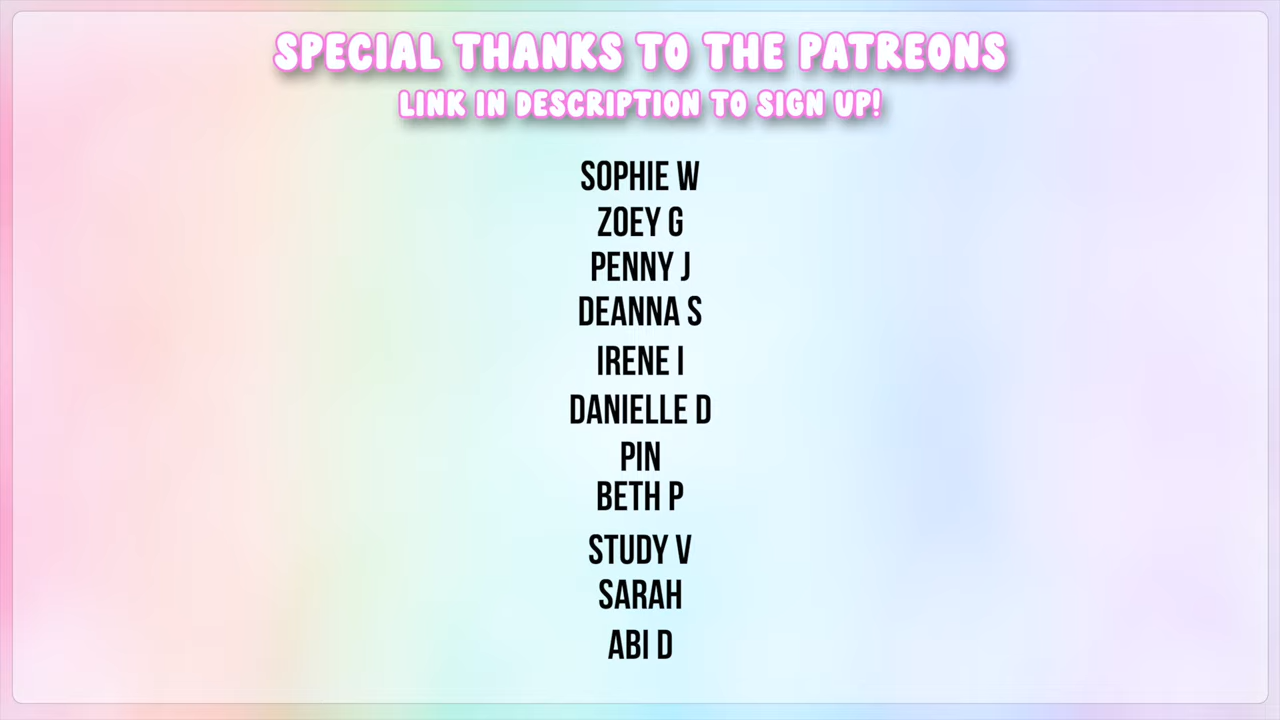 SPECIAL THANKS TO THE PATREONS
LINK IN DESCRIPTION TO SIGN UP!
SOPHIE W
ZOEY G
PENNY J
DEANNA S
IRENE I
DANIELLE D
PIN
BETH P
STUDY V
SARAH
ABI D